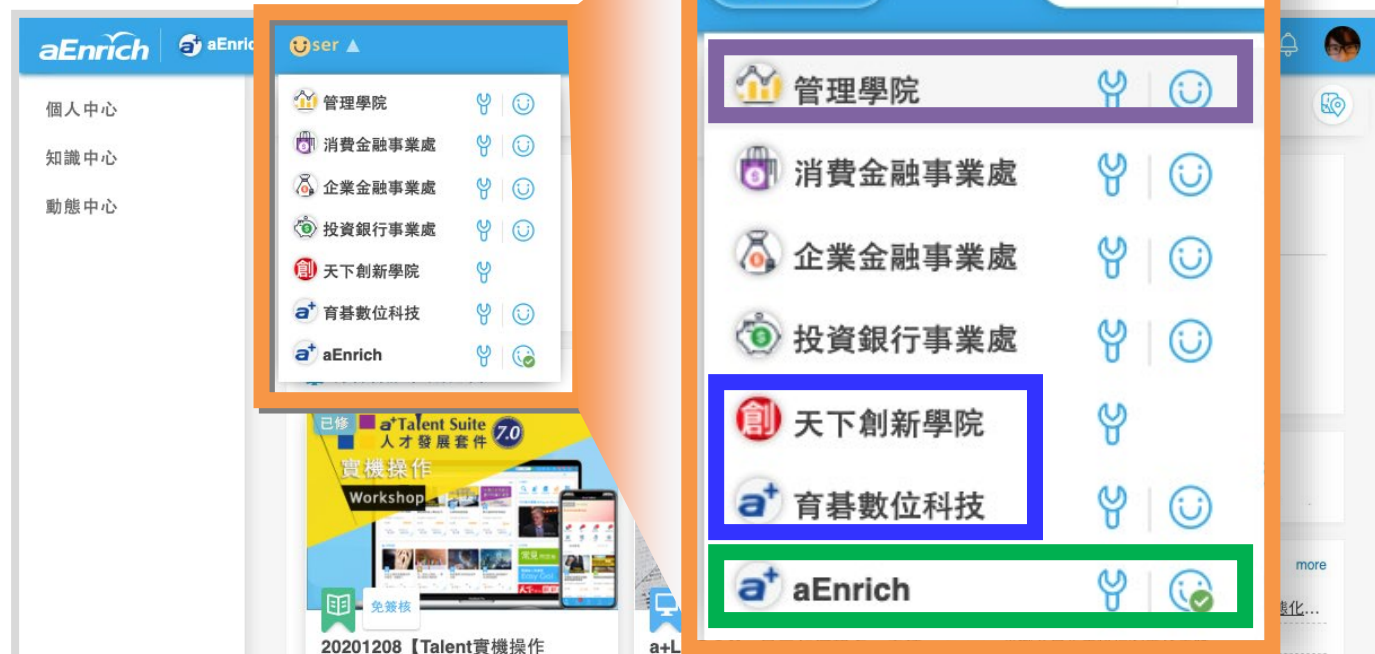 aEnrich
a+ aEnric
User ▲
個人中心
知識中心
動態中心
管理學院
消費金融事業處
企業金融事業處
投資銀行事業處
創 天下創新學院
a+ 育碁數位科技
a+ aEnrich
已修
a+Talent Suite 7.0
人才發展套件
實機操作
Workshop
免簽核
20201208【Talent實機操作
a+L
管理學院
消費金融事業處
企業金融事業處
投資銀行事業處
創 天下創新學院
a+ 育碁數位科技
a+ aEnrich
more